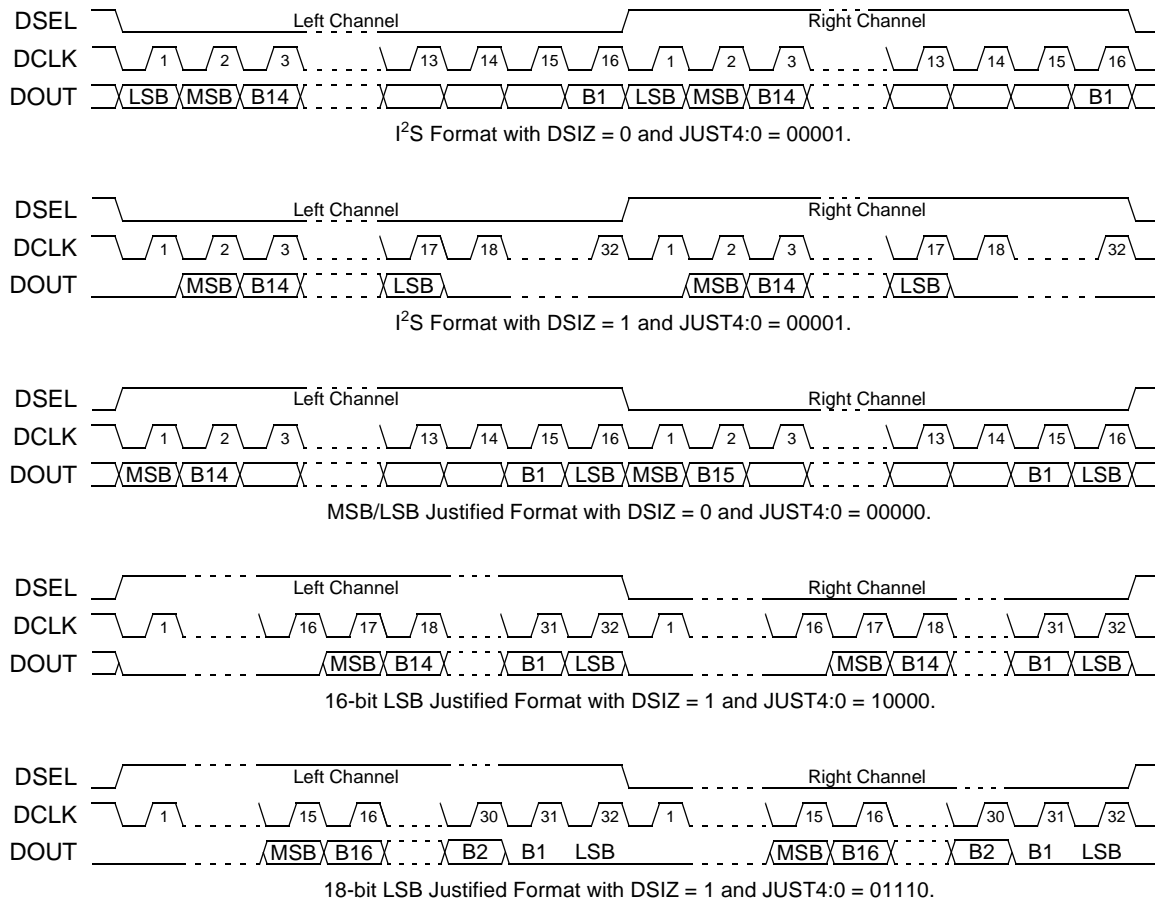 DSEL Left Channel Right Channel
DCLK 1 2 3 13 14 15 16 1 2 3 13 14 15 16
DOUT LSB MSB B14 B1 LSB MSB B14 B1
I²S Format with DSIZ = 0 and JUST4:0 = 00001.
DSEL Left Channel Right Channel
DCLK 1 2 3 17 18 32 1 2 3 17 18 32
DOUT MSB B14 LSB MSB B14 LSB
I²S Format with DSIZ = 1 and JUST4:0 = 00001.
DSEL Left Channel Right Channel
DCLK 1 2 3 13 14 15 16 1 2 3 13 14 15 16
DOUT MSB B14 B1 LSB MSB B15 B1 LSB
MSB/LSB Justified Format with DSIZ = 0 and JUST4:0 = 00000.
DSEL Left Channel Right Channel
DCLK 1 16 17 18 31 32 1 16 17 18 31 32
DOUT MSB B14 B1 LSB MSB B14 B1 LSB
16-bit LSB Justified Format with DSIZ = 1 and JUST4:0 = 10000.
DSEL Left Channel Right Channel
DCLK 1 15 16 30 31 32 1 15 16 30 31 32
DOUT MSB B16 B2 B1 LSB MSB B16 B2 B1 LSB
18-bit LSB Justified Format with DSIZ = 1 and JUST4:0 = 01110.